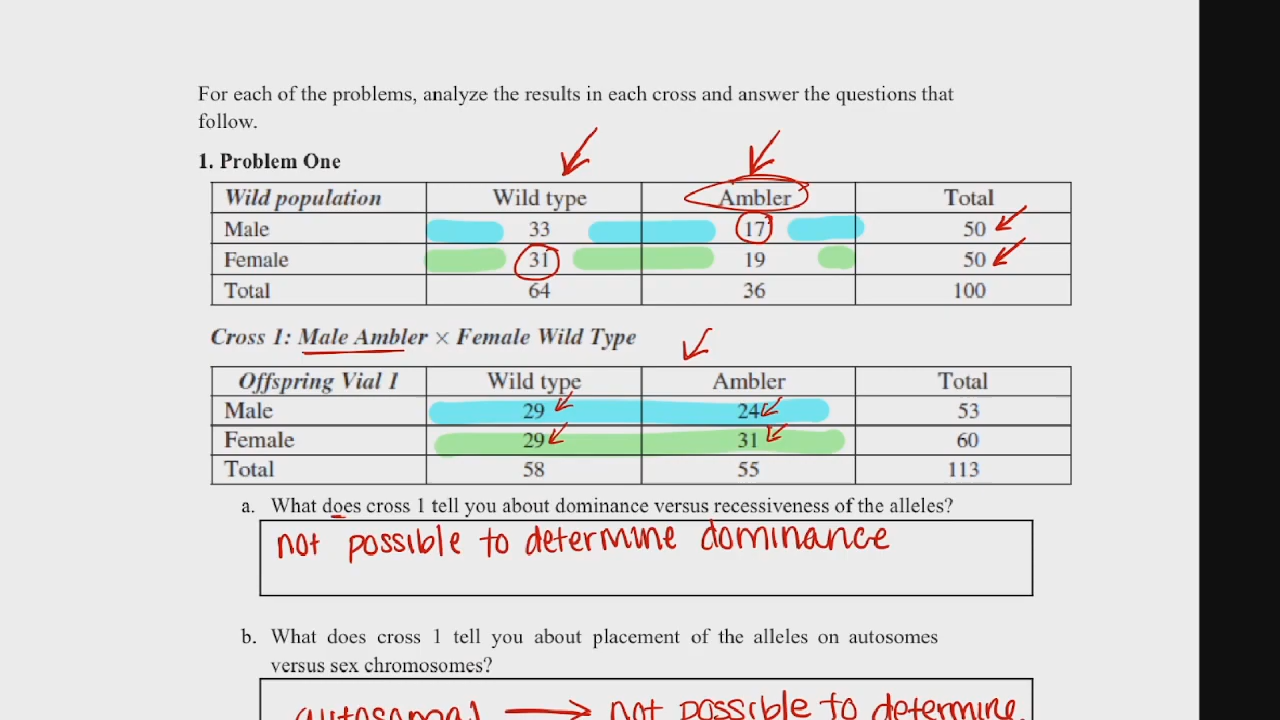 For each of the problems, analyze the results in each cross and answer the questions that
follow.
1. Problem One
Wild population Wild type Ambler Total
Male 33 17 50
Female 31 19 50
Total 64 36 100
Cross 1: Male Ambler × Female Wild Type
Offspring Vial 1 Wild type Ambler Total
Male 29 24 53
Female 29 31 60
Total 58 55 113
a. What does cross 1 tell you about dominance versus recessiveness of the alleles?
not possible to determine dominance
b. What does cross 1 tell you about placement of the alleles on autosomes
versus sex chromosomes?
autosomal → not possible to determine